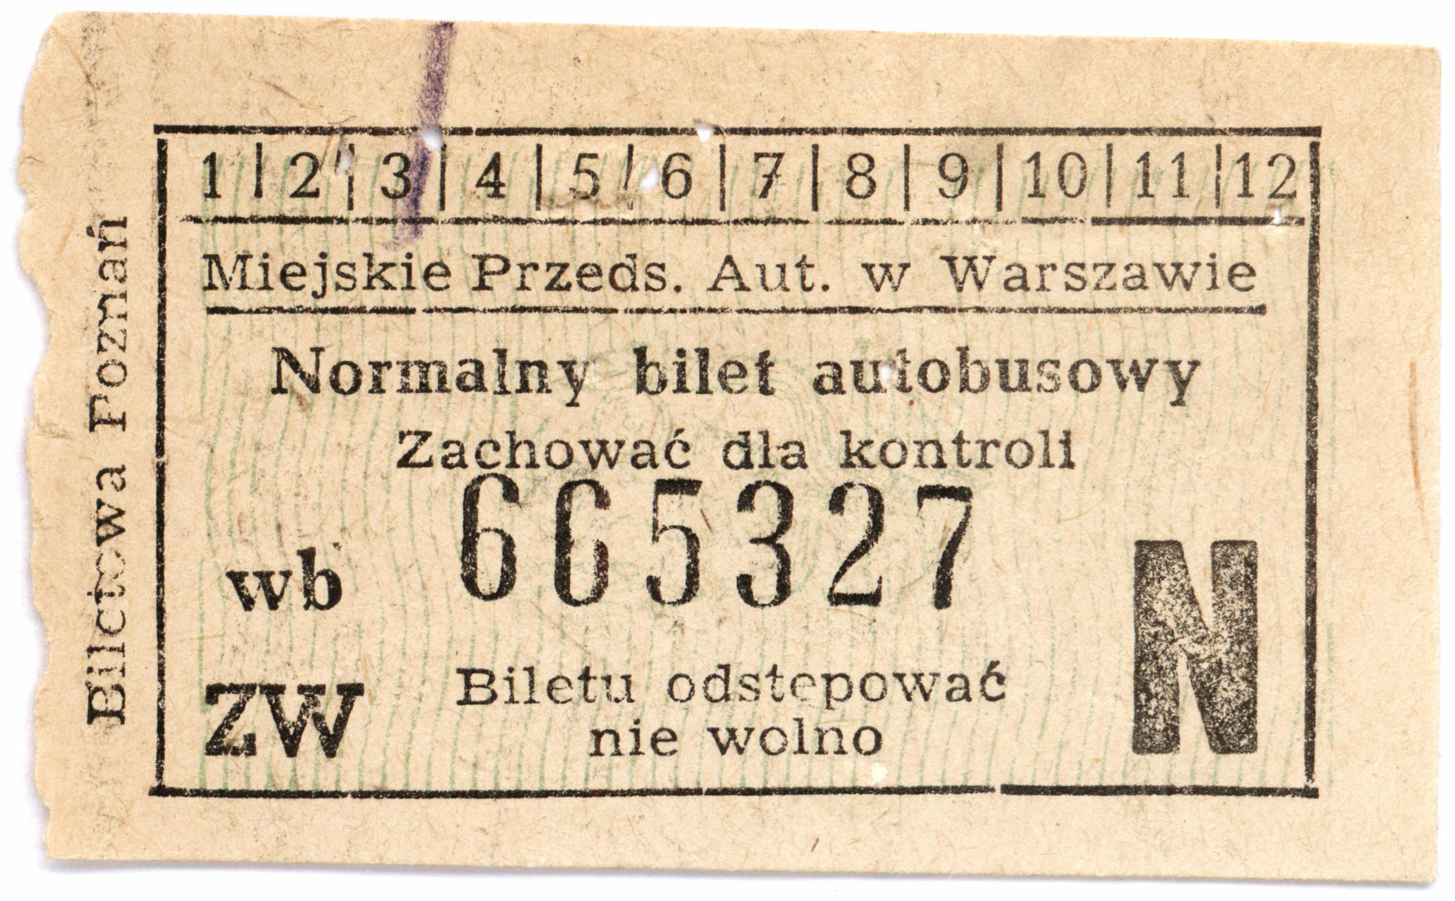 1 | 2 | 3 | 4 | 5 | 6 | 7 | 8 | 9 | 10 | 11 | 12
Miejskie Przeds. Aut. w Warszawie
Normalny bilet autobusowy
Zachować dla kontroli
665327
wb
N
ZW
Biletu odstępować
nie wolno
Biletowa Poznań